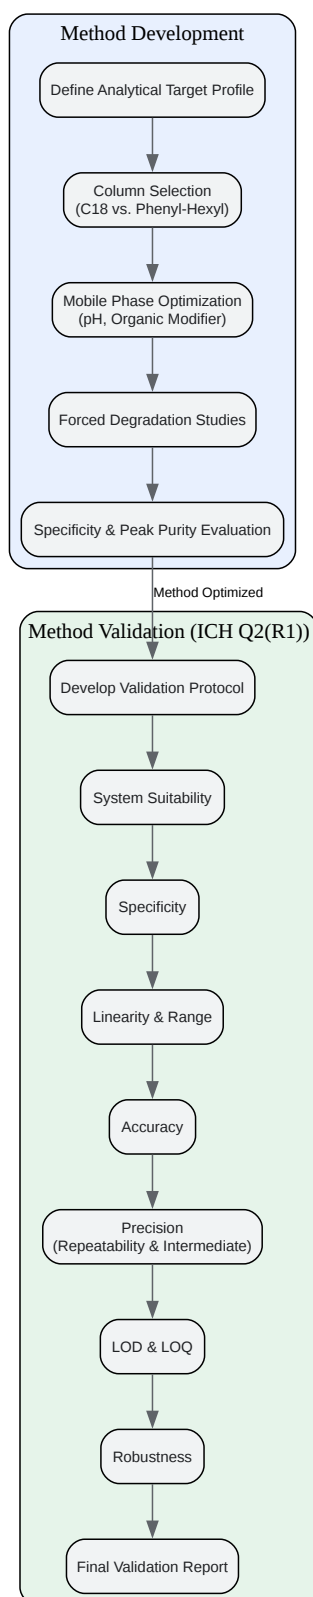 Method Development
Define Analytical Target Profile
Column Selection
(C18 vs. Phenyl-Hexyl)
Mobile Phase Optimization
(pH, Organic Modifier)
Forced Degradation Studies
Specificity & Peak Purity Evaluation
Method Optimized
Method Validation (ICH Q2(R1))
Develop Validation Protocol
System Suitability
Specificity
Linearity & Range
Accuracy
Precision
(Repeatability & Intermediate)
LOD & LOQ
Robustness
Final Validation Report